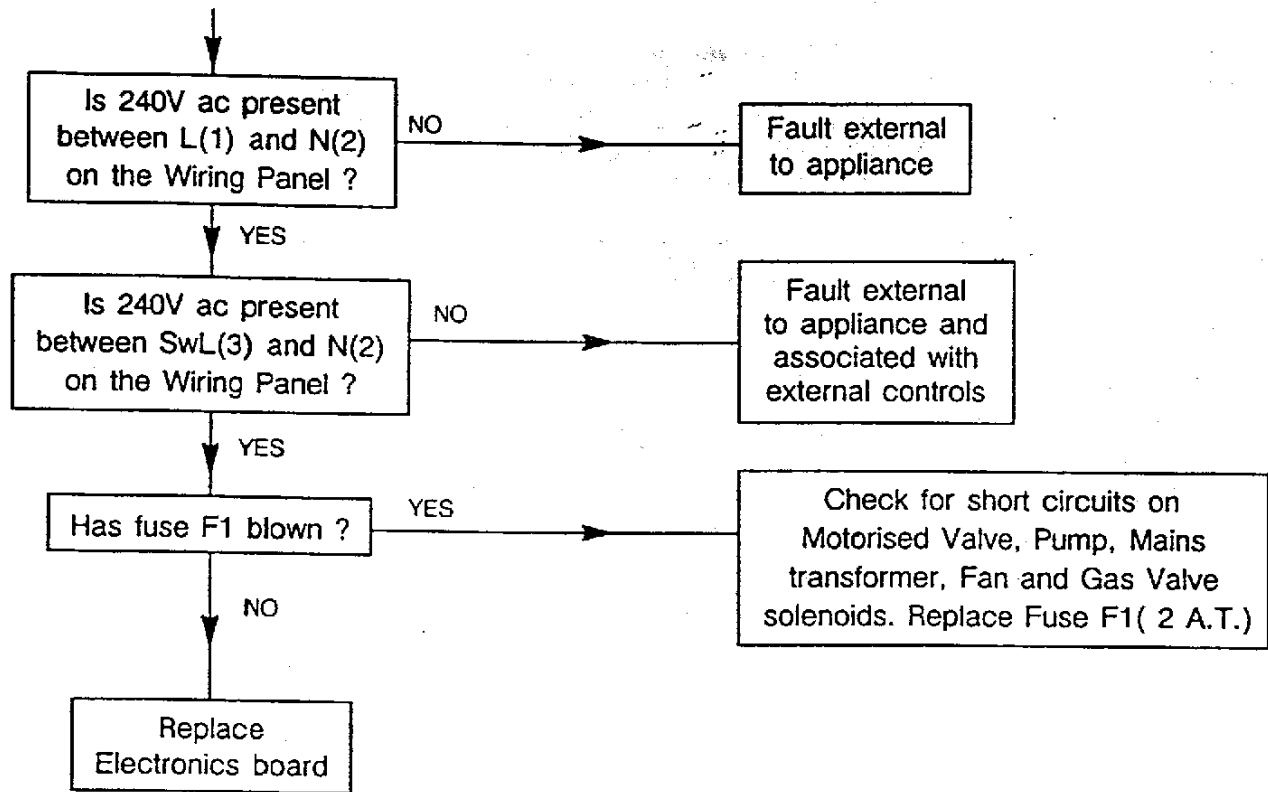 Is 240V ac present
between L(1) and N(2)
on the Wiring Panel ?
NO
Fault external
to appliance
YES
Is 240V ac present
between SwL(3) and N(2)
on the Wiring Panel ?
NO
Fault external
to appliance and
associated with
external controls
YES
Has fuse F1 blown ?
YES
Check for short circuits on
Motorised Valve, Pump, Mains
transformer, Fan and Gas Valve
solenoids. Replace Fuse F1( 2 A.T.)
NO
Replace
Electronics board